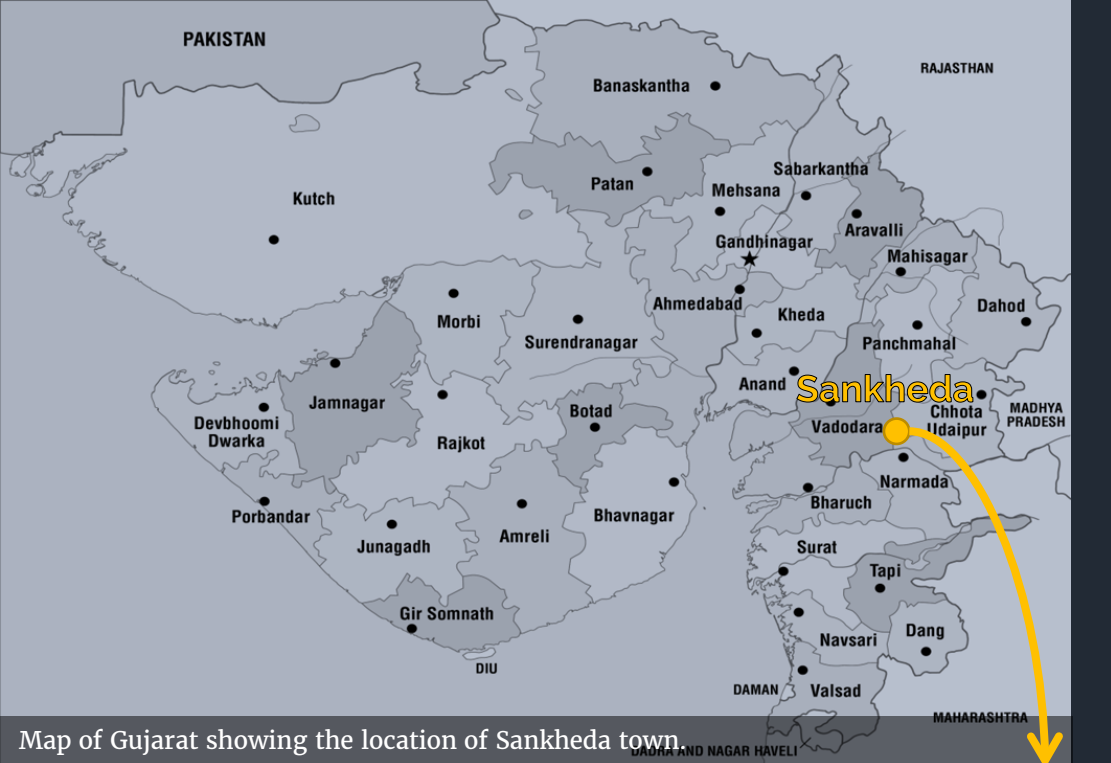 PAKISTAN
RAJASTHAN
Banaskantha
Patan
Sabarkantha
Mehsana
Kutch
Aravalli
Gandhinagar
Mahisagar
Ahmedabad
Dahod
Kheda
Morbi
Panchmahal
Surendranagar
Anand
Sankheda
Jamnagar
Botad
Chhota
Udaipur
MADHYA
PRADESH
Devbhoomi
Dwarka
Vadodara
Rajkot
Narmada
Bharuch
Porbandar
Bhavnagar
Amreli
Junagadh
Surat
Tapi
Gir Somnath
Dang
Navsari
DIU
DAMAN
Valsad
MAHARASHTRA
Map of Gujarat showing the location of Sankheda town.
DADRA AND NAGAR HAVELI